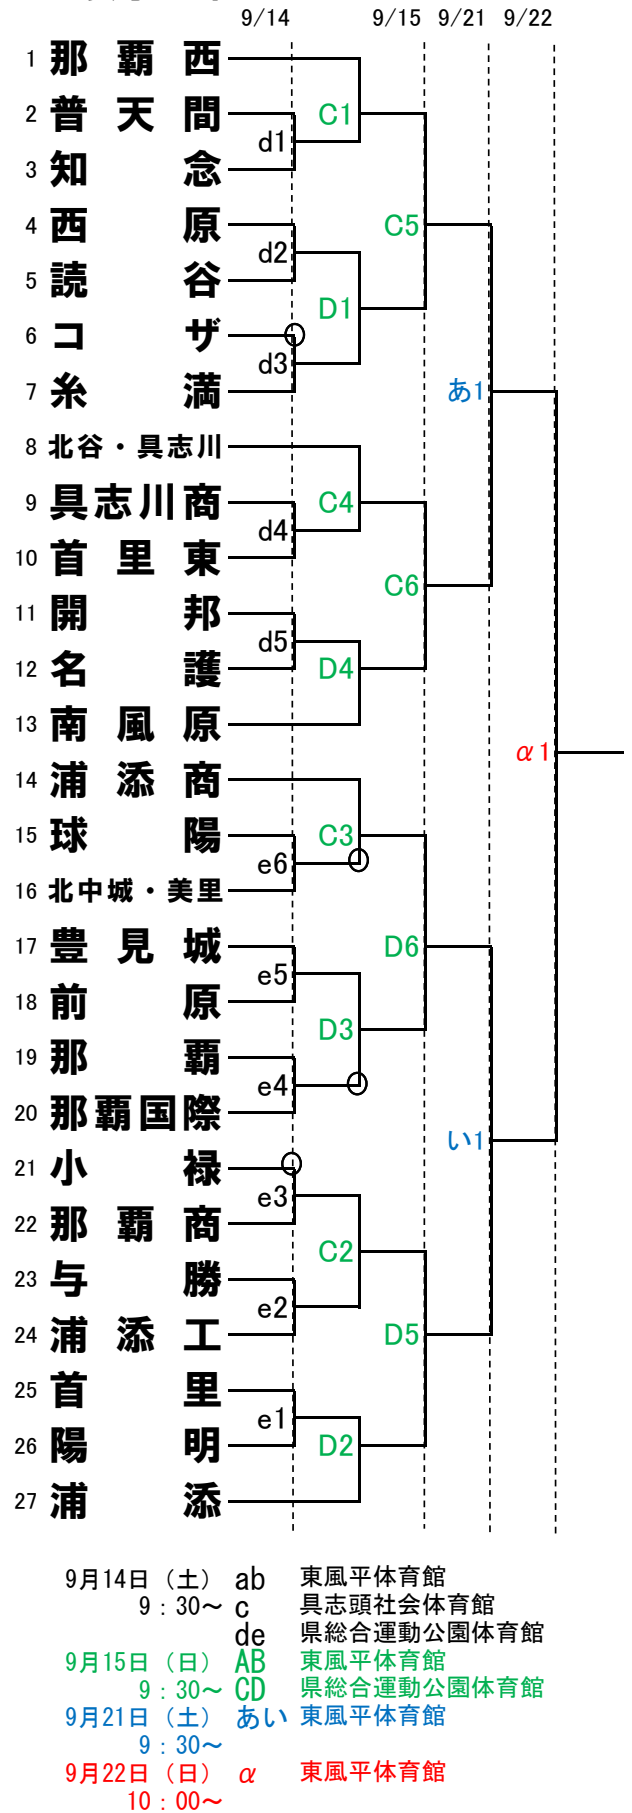 9/14 9/15 9/21 9/22
1 那覇西
C1
2 普天間
d1
3 知念
4 西原
C5
d2
5 読谷
D1
6 コザ
d3
7 糸満
あ1
8 北谷・具志川
9 具志川商
C4
d4
10 首里東
C6
11 開邦
d5
12 名護
D4
13 南風原
α1
14 浦添商
15 球陽
C3
e6
16 北中城・美里
17 豊見城
D6
e5
18 前原
D3
19 那覇
e4
20 那覇国際
い1
21 小禄
e3
22 那覇商
C2
23 与勝
e2
24 浦添工
D5
25 首里
e1
26 陽明
D2
27 浦添
9月14日(土) ab 東風平体育館
9:30~ c 具志頭社会体育館
de 県総合運動公園体育館
9月15日(日) AB 東風平体育館
9:30~ CD 県総合運動公園体育館
9月21日(土) あい 東風平体育館
9:30~
9月22日(日) α 東風平体育館
10:00~